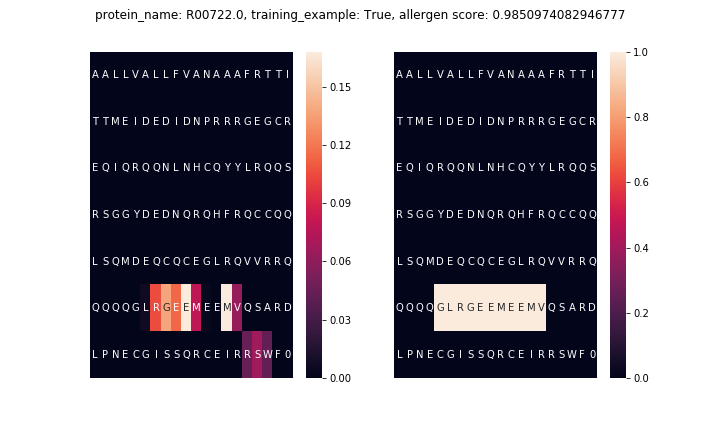 protein_name: R00722.0, training_example: True, allergen score: 0.9850974082946777
A A L L V A L L F V A N A A A F R T T I
T T M E I D E D I D N P R R R G E G C R
E Q I Q R Q Q N L N H C Q Y Y L R Q Q S
R S G G Y D E D N Q R Q H F R Q C C Q Q
L S Q M D E Q C Q C E G L R Q V V R R Q
Q Q Q Q G L R G E E M E E M V Q S A R D
L P N E C G I S S Q R C E I R R S W F 0
0.15
0.12
0.09
0.06
0.03
0.00
A A L L V A L L F V A N A A A F R T T I
T T M E I D E D I D N P R R R G E G C R
E Q I Q R Q Q N L N H C Q Y Y L R Q Q S
R S G G Y D E D N Q R Q H F R Q C C Q Q
L S Q M D E Q C Q C E G L R Q V V R R Q
Q Q Q Q G L R G E E M E E M V Q S A R D
L P N E C G I S S Q R C E I R R S W F 0
1.0
0.8
0.6
0.4
0.2
0.0